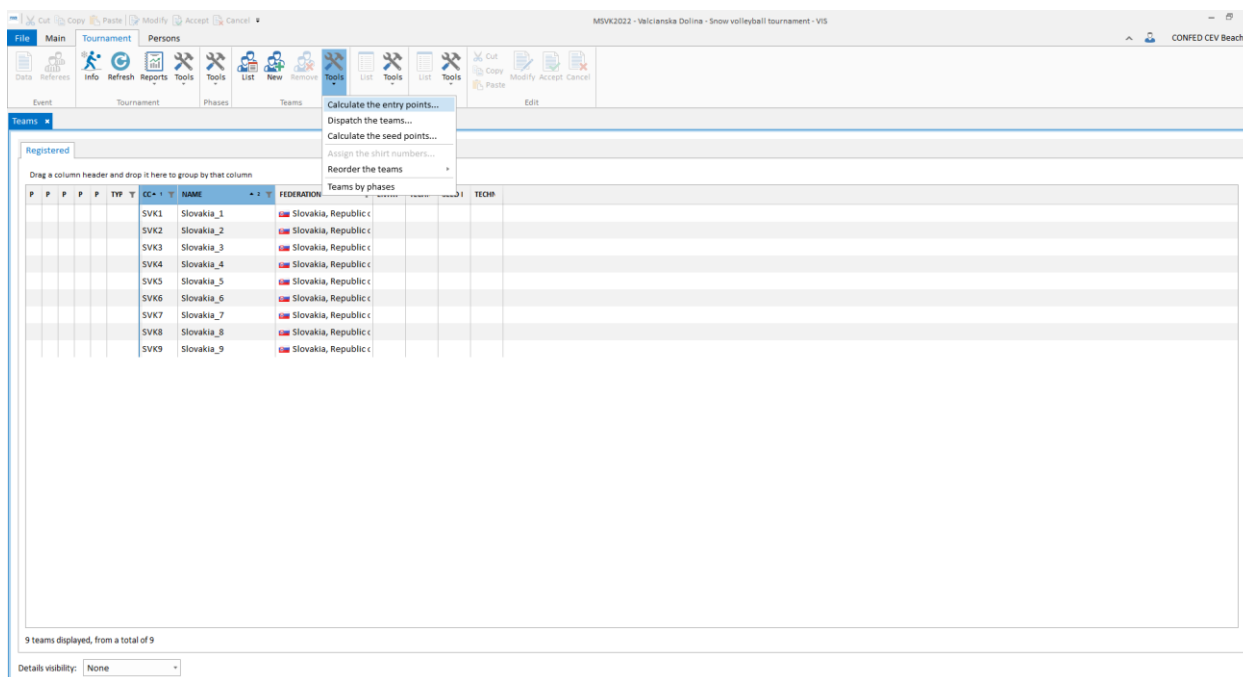 Cut Copy Paste Modify Accept Cancel
MSVK2022 - Valcianska Dolina - Snow volleyball tournament - VIS
File Main Tournament Persons
CONFED CEV Beach
Data Referees Info Refresh Reports Tools Tools List New Remove Tools List Tools List Tools
Cut
Copy
Paste
Modify Accept Cancel
Event Tournament Phases Teams Edit
Calculate the entry points...
Dispatch the teams...
Calculate the seed points...
Assign the shirt numbers...
Reorder the teams
Teams by phases
Teams
Registered
Drag a column header and drop it here to group by that column
P P P P P TYP CC 1 NAME 2 FEDERATION TECHN
SVK1 Slovakia_1 Slovakia, Republic c
SVK2 Slovakia_2 Slovakia, Republic c
SVK3 Slovakia_3 Slovakia, Republic c
SVK4 Slovakia_4 Slovakia, Republic c
SVK5 Slovakia_5 Slovakia, Republic c
SVK6 Slovakia_6 Slovakia, Republic c
SVK7 Slovakia_7 Slovakia, Republic c
SVK8 Slovakia_8 Slovakia, Republic c
SVK9 Slovakia_9 Slovakia, Republic c
9 teams displayed, from a total of 9
Details visibility: None